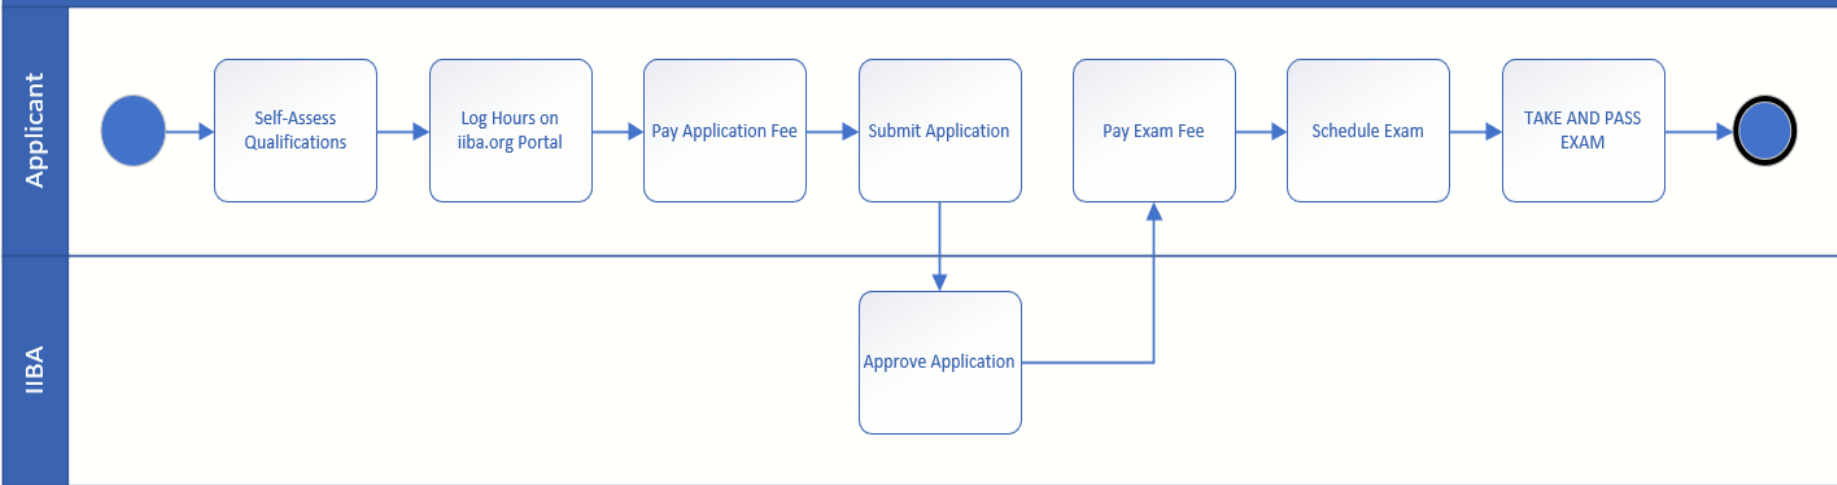 Applicant
Self-Assess
Qualifications
Log Hours on
iiba.org Portal
Pay Application Fee
Submit Application
Pay Exam Fee
Schedule Exam
TAKE AND PASS
EXAM
IIBA
Approve Application